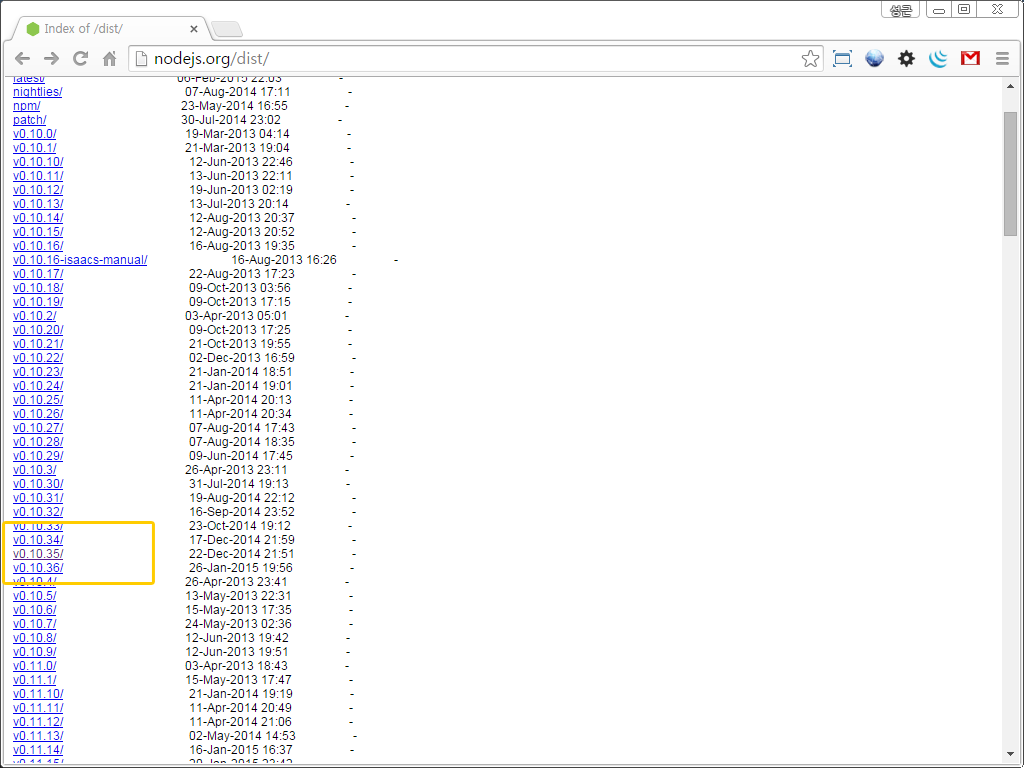 성근
Index of /dist/
nodejs.org/dist/
latest/ 06-Feb-2015 22:03 -
nightlies/ 07-Aug-2014 17:11 -
npm/ 23-May-2014 16:55 -
patch/ 30-Jul-2014 23:02 -
v0.10.0/ 19-Mar-2013 04:14 -
v0.10.1/ 21-Mar-2013 19:04 -
v0.10.10/ 12-Jun-2013 22:46 -
v0.10.11/ 13-Jun-2013 22:11 -
v0.10.12/ 19-Jun-2013 02:19 -
v0.10.13/ 13-Jul-2013 20:14 -
v0.10.14/ 12-Aug-2013 20:37 -
v0.10.15/ 12-Aug-2013 20:52 -
v0.10.16/ 16-Aug-2013 19:35 -
v0.10.16-isaacs-manual/ 16-Aug-2013 16:26 -
v0.10.17/ 22-Aug-2013 17:23 -
v0.10.18/ 09-Oct-2013 03:56 -
v0.10.19/ 09-Oct-2013 17:15 -
v0.10.2/ 03-Apr-2013 05:01 -
v0.10.20/ 09-Oct-2013 17:25 -
v0.10.21/ 21-Oct-2013 19:55 -
v0.10.22/ 02-Dec-2013 16:59 -
v0.10.23/ 21-Jan-2014 18:51 -
v0.10.24/ 21-Jan-2014 19:01 -
v0.10.25/ 11-Apr-2014 20:13 -
v0.10.26/ 11-Apr-2014 20:34 -
v0.10.27/ 07-Aug-2014 17:43 -
v0.10.28/ 07-Aug-2014 18:35 -
v0.10.29/ 09-Jun-2014 17:45 -
v0.10.3/ 26-Apr-2013 23:11 -
v0.10.30/ 31-Jul-2014 19:13 -
v0.10.31/ 19-Aug-2014 22:12 -
v0.10.32/ 16-Sep-2014 23:52 -
v0.10.33/ 23-Oct-2014 19:12 -
v0.10.34/ 17-Dec-2014 21:59 -
v0.10.35/ 22-Dec-2014 21:51 -
v0.10.36/ 26-Jan-2015 19:56 -
v0.10.4/ 26-Apr-2013 23:41 -
v0.10.5/ 13-May-2013 22:31 -
v0.10.6/ 15-May-2013 17:35 -
v0.10.7/ 24-May-2013 02:36 -
v0.10.8/ 12-Jun-2013 19:42 -
v0.10.9/ 12-Jun-2013 19:51 -
v0.11.0/ 03-Apr-2013 18:43 -
v0.11.1/ 15-May-2013 17:47 -
v0.11.10/ 21-Jan-2014 19:19 -
v0.11.11/ 11-Apr-2014 20:49 -
v0.11.12/ 11-Apr-2014 21:06 -
v0.11.13/ 02-May-2014 14:53 -
v0.11.14/ 16-Jan-2015 16:37 -
v0.11.15/